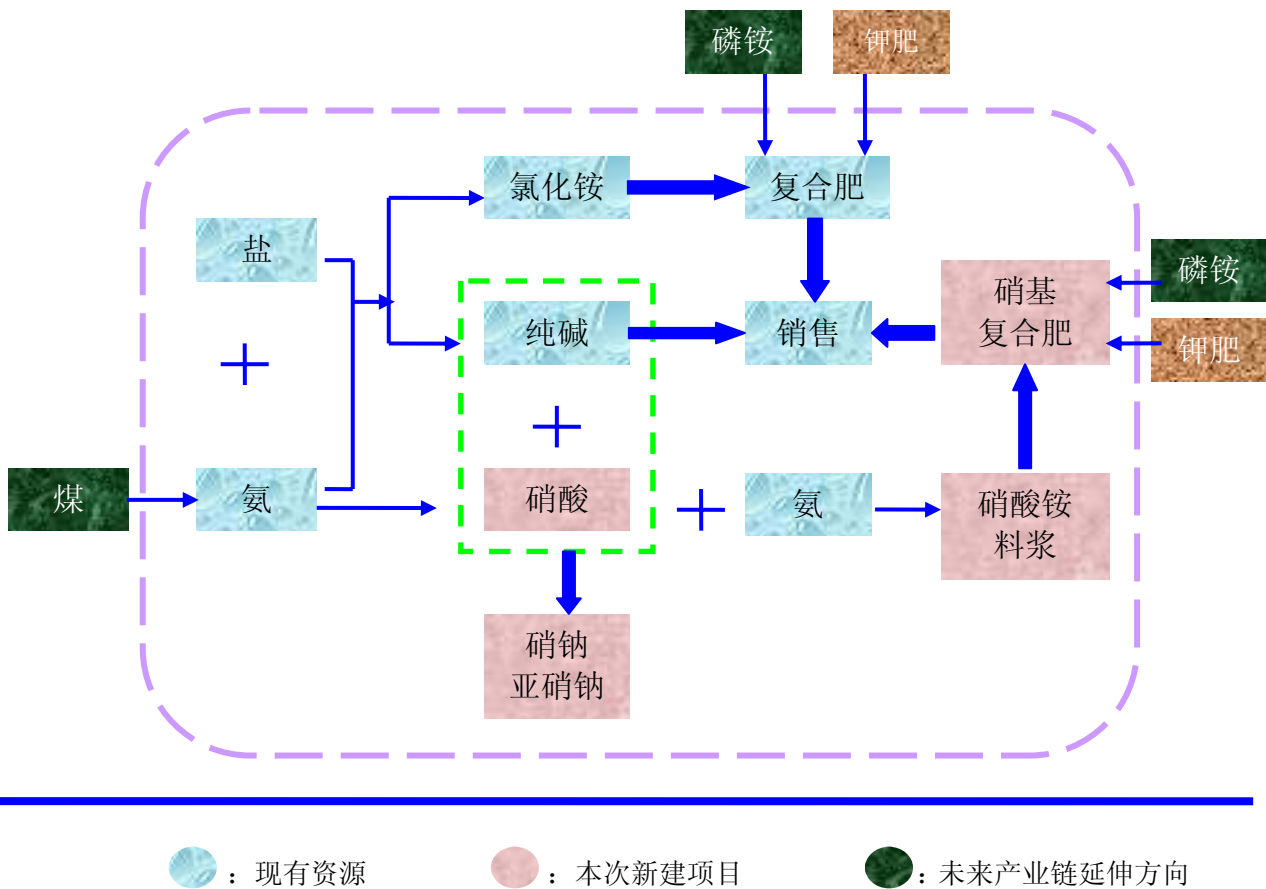 磷铵
钾肥
氯化铵
复合肥
盐
纯碱
销售
硝基
复合肥
磷铵
钾肥
煤
氨
硝酸
氨
硝酸铵
料浆
硝钠
亚硝钠
：现有资源
：本次新建项目
：未来产业链延伸方向